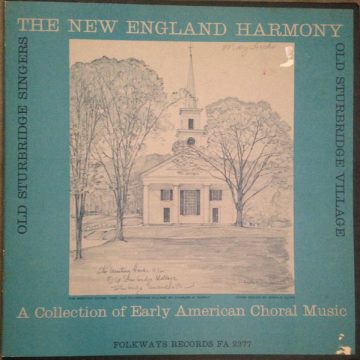 THE NEW ENGLAND HARMONY
OLD STURBRIDGE SINGERS
OLD STURBRIDGE VILLAGE
A Collection of Early American Choral Music
FOLKWAYS RECORDS FA 2377